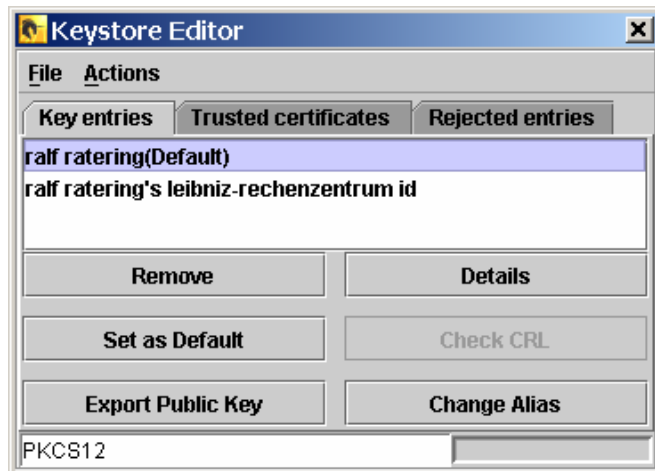 Keystore Editor
File Actions
Key entries Trusted certificates Rejected entries
ralf ratering(Default)
ralf ratering's leibniz-rechenzentrum id
Remove Details
Set as Default Check CRL
Export Public Key Change Alias
PKCS12